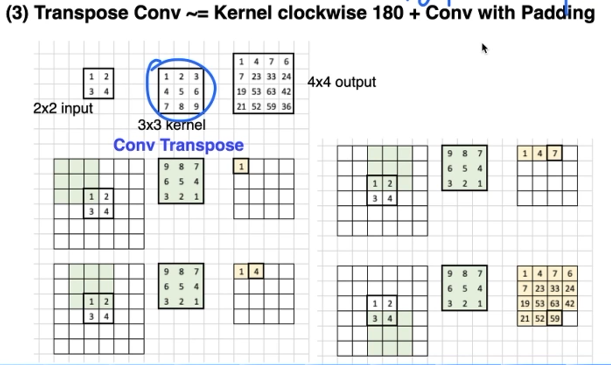 (3) Transpose Conv ~= Kernel clockwise 180 + Conv with Padding
1 2
3 4
2x2 input
1 2 3
4 5 6
7 8 9
3x3 kernel
1 4 7 6
7 23 33 24
19 53 63 42
21 52 59 36
4x4 output
Conv Transpose
1 2
3 4
9 8 7
6 5 4
3 2 1
1
1 2
3 4
9 8 7
6 5 4
3 2 1
1 4 7
1 2
3 4
9 8 7
6 5 4
3 2 1
1 4
1 2
3 4
9 8 7
6 5 4
3 2 1
1 4 7 6
7 23 33 24
19 53 63 42
21 52 59